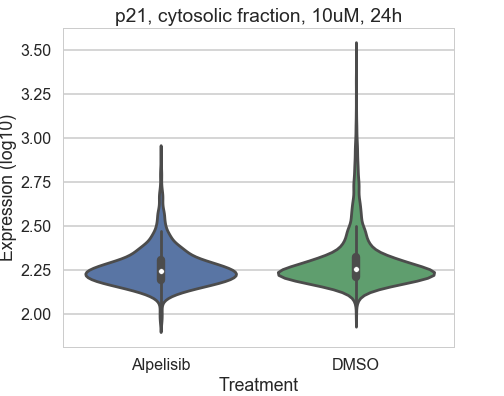 p21, cytosolic fraction, 10uM, 24h
Expression (log10)
3.50
3.25
3.00
2.75
2.50
2.25
2.00
Alpelisib
DMSO
Treatment